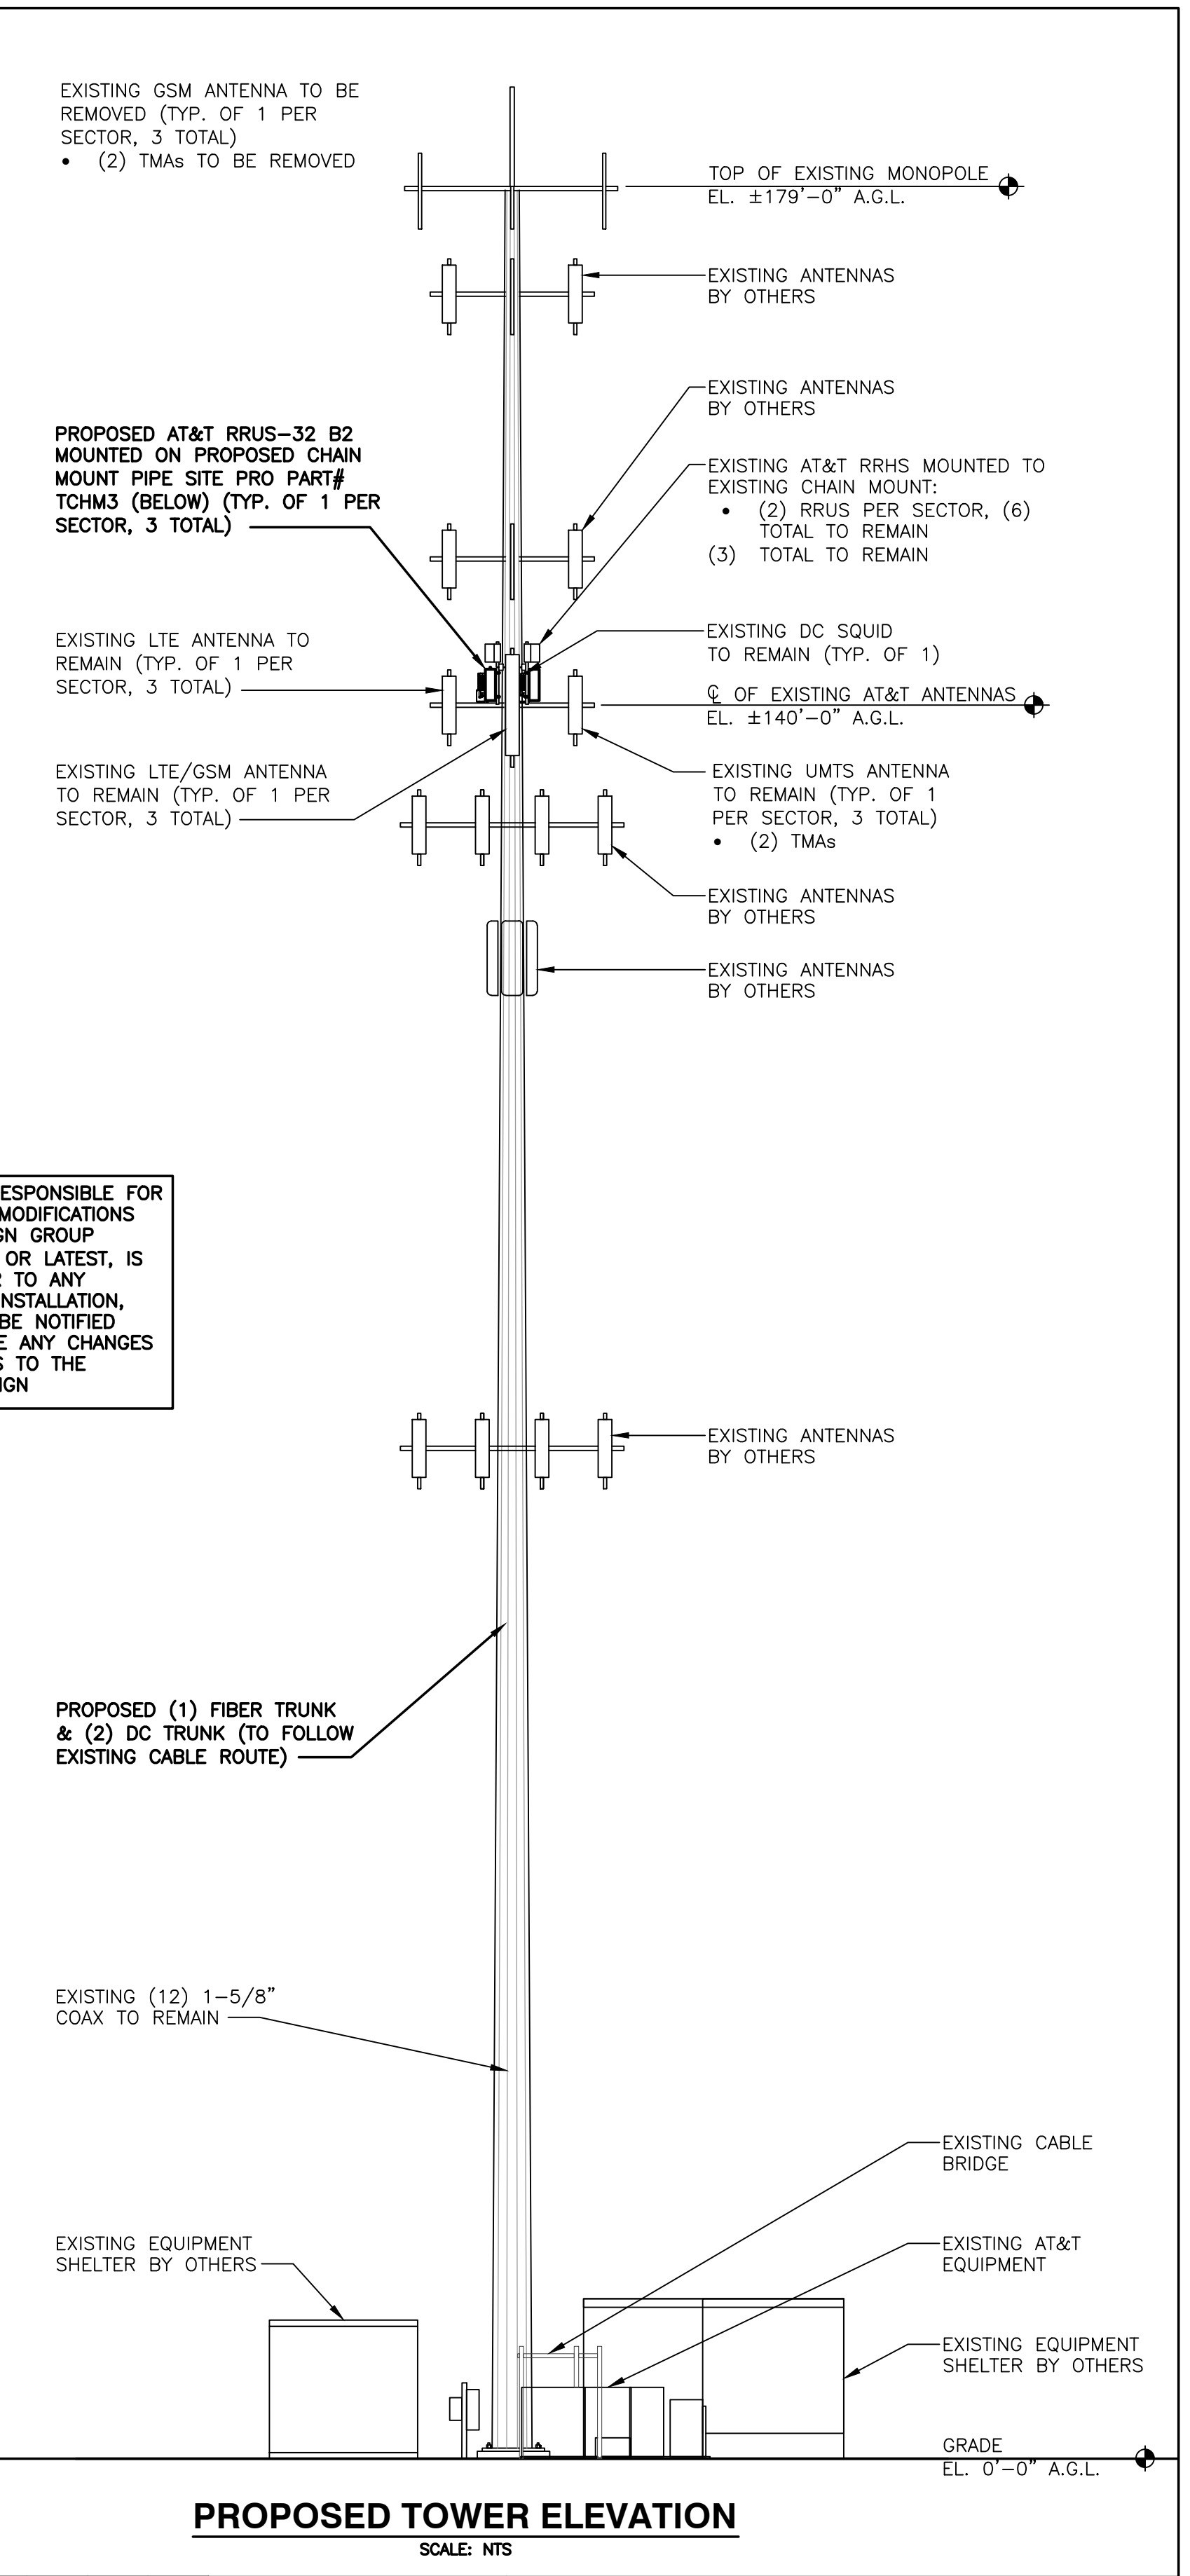 EXISTING GSM ANTENNA TO BE
REMOVED (TYP. OF 1 PER
SECTOR, 3 TOTAL)
• (2) TMAs TO BE REMOVED
TOP OF EXISTING MONOPOLE
EL. ±179'-0" A.G.L.
EXISTING ANTENNAS
BY OTHERS
EXISTING ANTENNAS
BY OTHERS
PROPOSED AT&T RRUS-32 B2
MOUNTED ON PROPOSED CHAIN
MOUNT PIPE SITE PRO PART#
TCHM3 (BELOW) (TYP. OF 1 PER
SECTOR, 3 TOTAL)
EXISTING AT&T RRHS MOUNTED TO
EXISTING CHAIN MOUNT:
• (2) RRUS PER SECTOR, (6)
TOTAL TO REMAIN
(3) TOTAL TO REMAIN
EXISTING LTE ANTENNA TO
REMAIN (TYP. OF 1 PER
SECTOR, 3 TOTAL)
EXISTING DC SQUID
TO REMAIN (TYP. OF 1)
℄ OF EXISTING AT&T ANTENNAS
EL. ±140'-0" A.G.L.
EXISTING LTE/GSM ANTENNA
TO REMAIN (TYP. OF 1 PER
SECTOR, 3 TOTAL)
EXISTING UMTS ANTENNA
TO REMAIN (TYP. OF 1
PER SECTOR, 3 TOTAL)
• (2) TMAs
EXISTING ANTENNAS
BY OTHERS
EXISTING ANTENNAS
BY OTHERS
ESPONSIBLE FOR
MODIFICATIONS
GN GROUP
OR LATEST, IS
R TO ANY
NSTALLATION,
BE NOTIFIED
E ANY CHANGES
S TO THE
IGN
EXISTING ANTENNAS
BY OTHERS
PROPOSED (1) FIBER TRUNK
& (2) DC TRUNK (TO FOLLOW
EXISTING CABLE ROUTE)
EXISTING (12) 1-5/8"
COAX TO REMAIN
EXISTING CABLE
BRIDGE
EXISTING EQUIPMENT
SHELTER BY OTHERS
EXISTING AT&T
EQUIPMENT
EXISTING EQUIPMENT
SHELTER BY OTHERS
GRADE
EL. 0'-0" A.G.L.
PROPOSED TOWER ELEVATION
SCALE: NTS